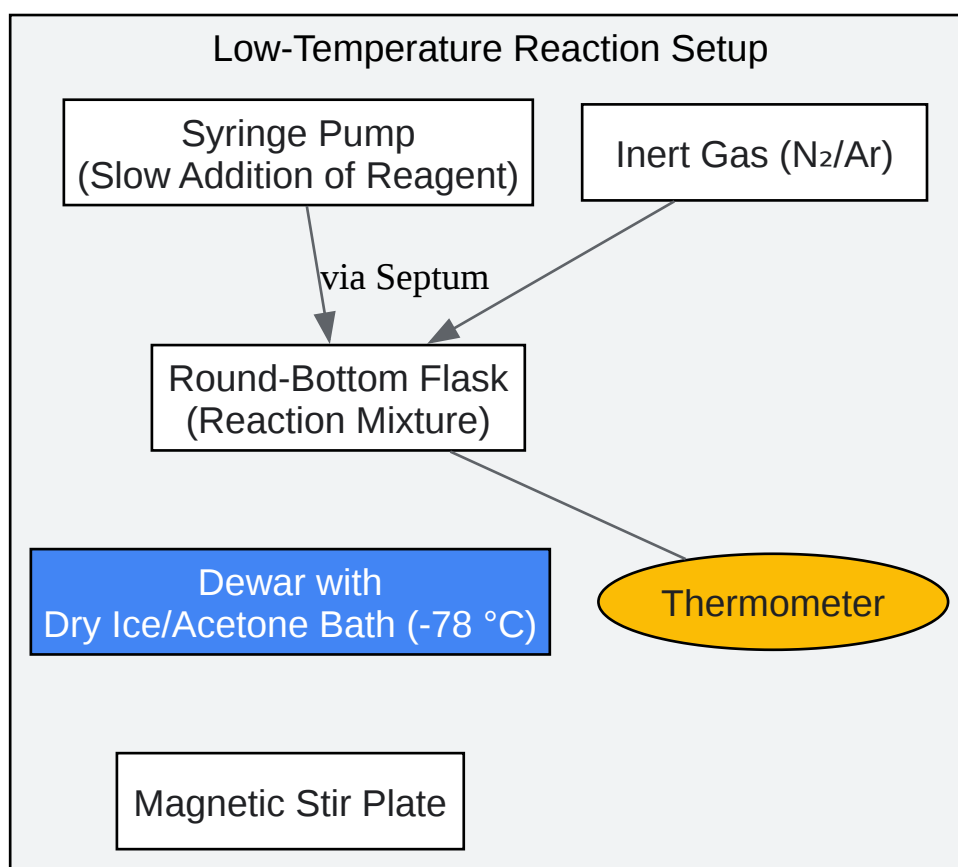 Low-Temperature Reaction Setup
Syringe Pump
(Slow Addition of Reagent)
Inert Gas (N₂/Ar)
via Septum
Round-Bottom Flask
(Reaction Mixture)
Dewar with
Dry Ice/Acetone Bath (-78 °C)
Thermometer
Magnetic Stir Plate